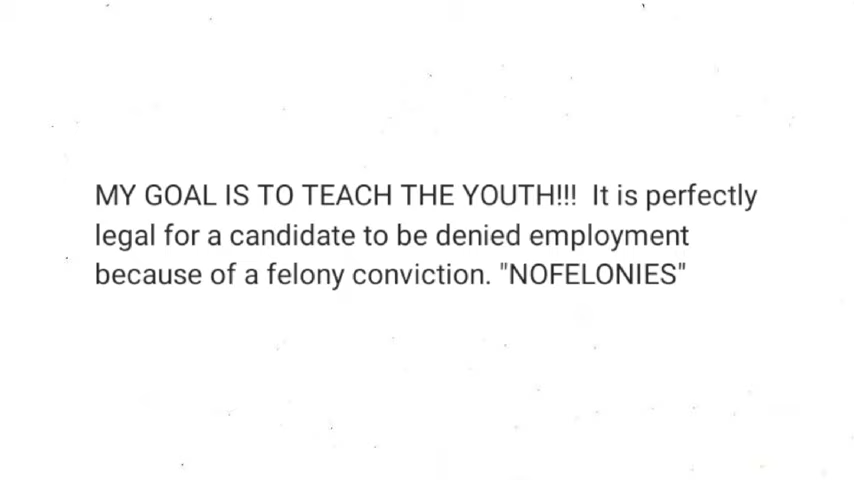 MY GOAL IS TO TEACH THE YOUTH!!!  It is perfectly
legal for a candidate to be denied employment
because of a felony conviction. "NOFELONIES"